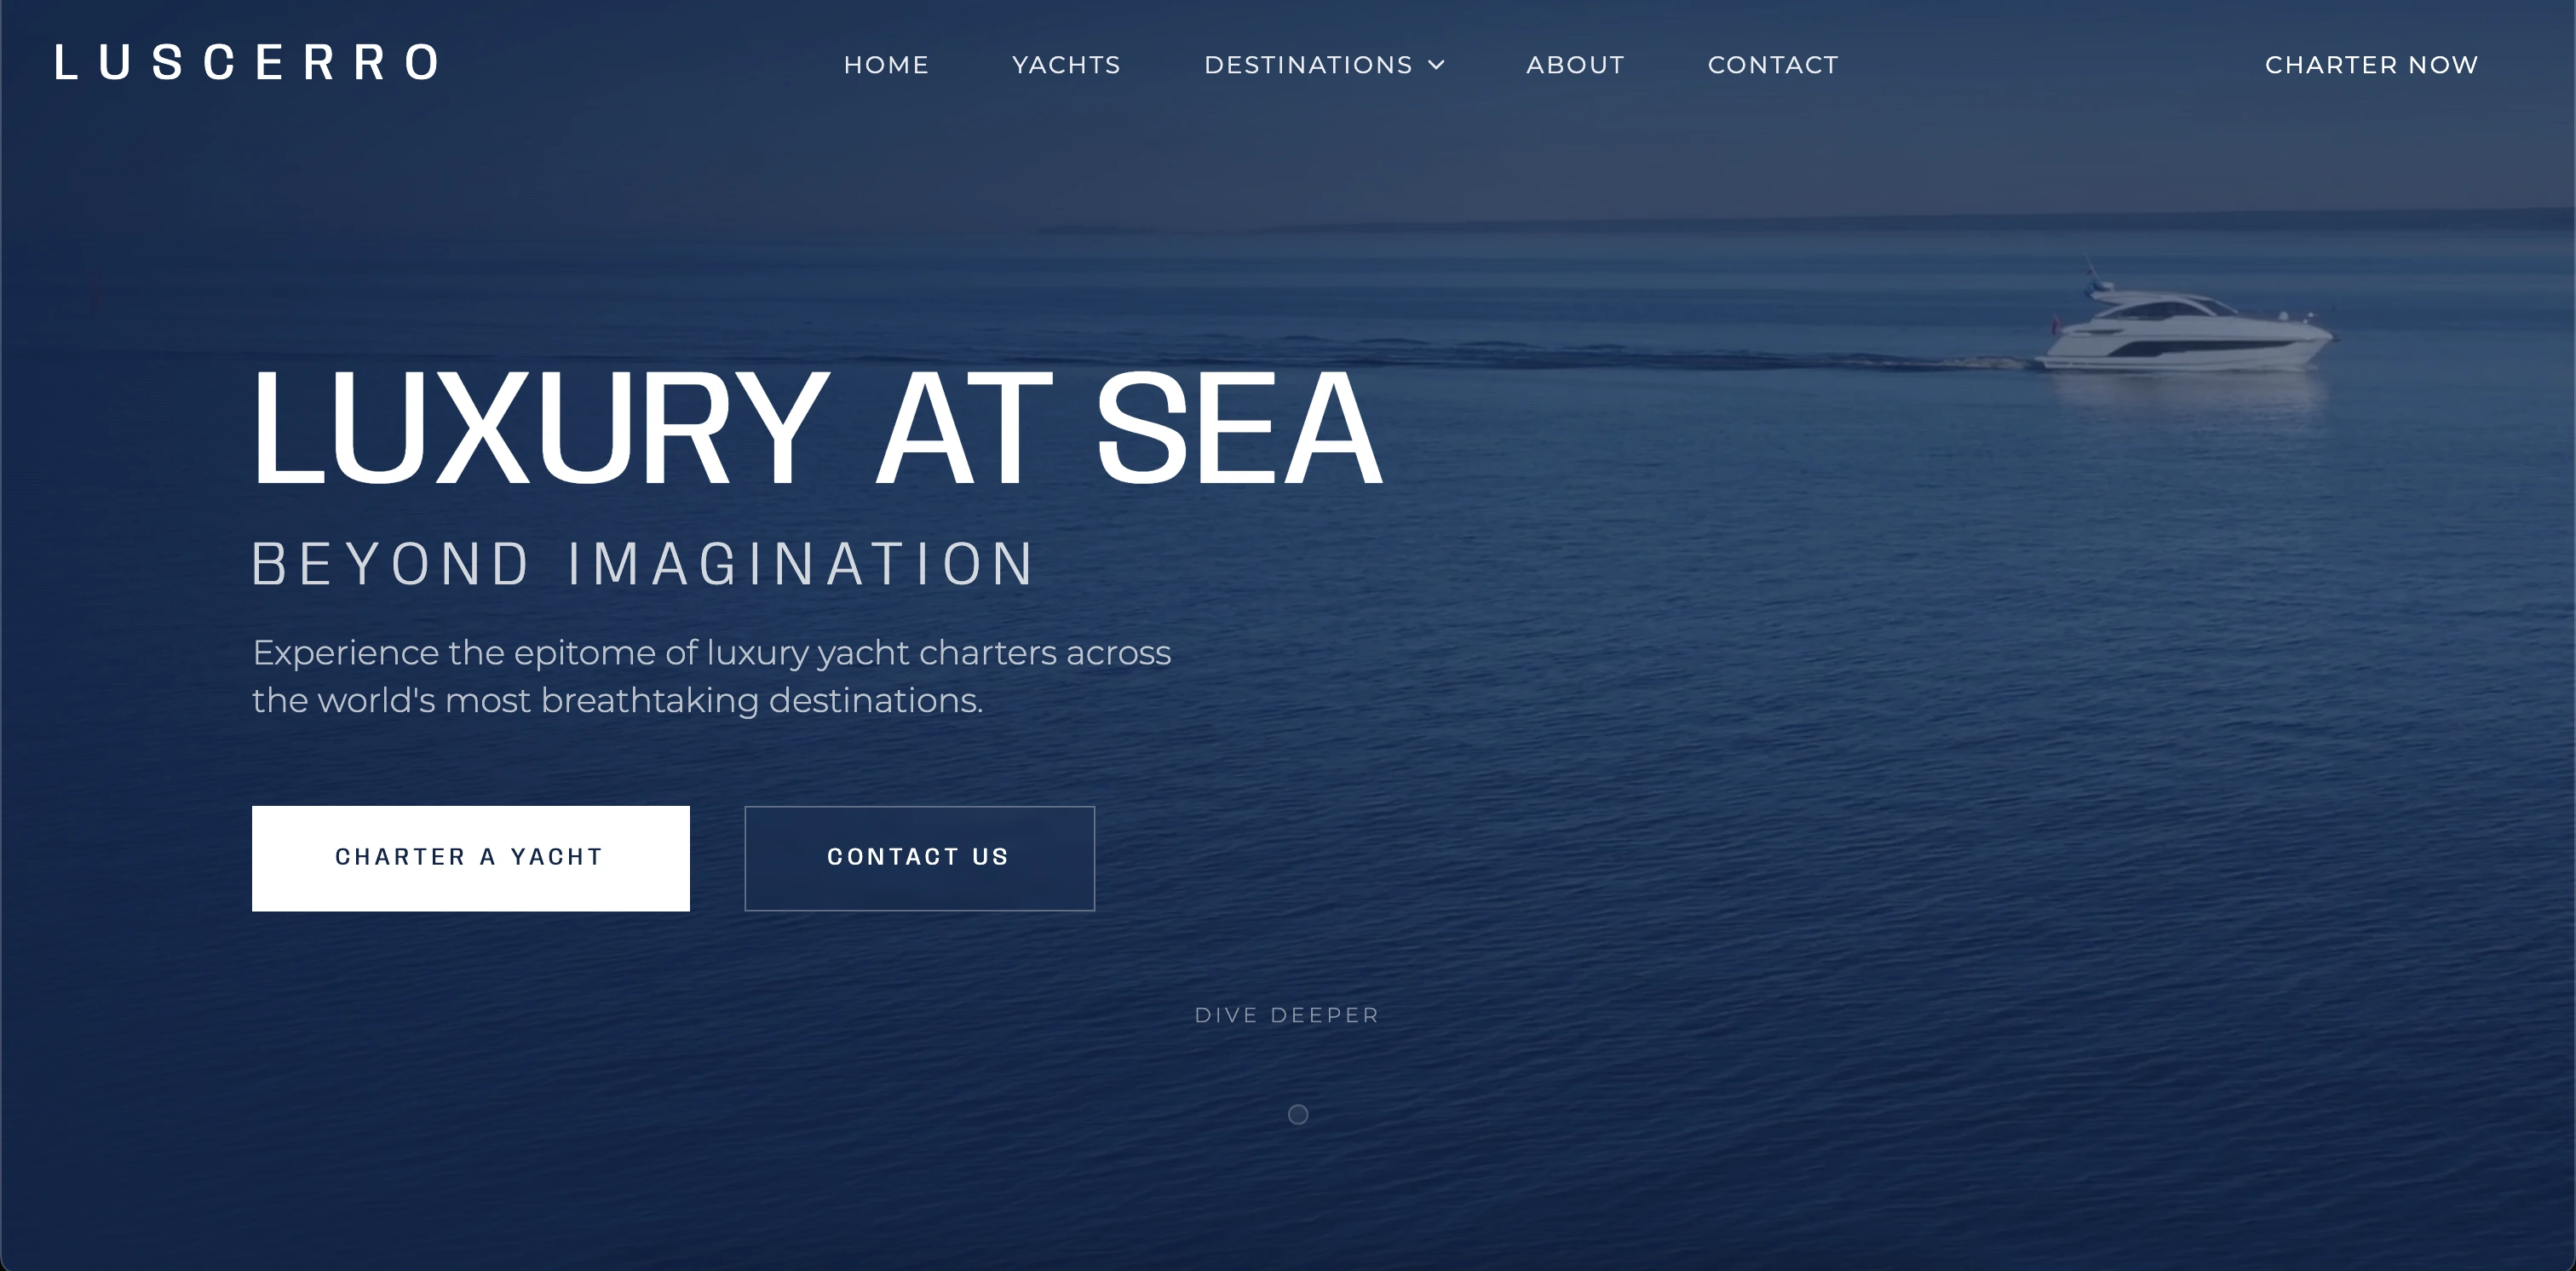 LUSCERRO
HOME YACHTS DESTINATIONS ABOUT CONTACT CHARTER NOW
LUXURY AT SEA
BEYOND IMAGINATION
Experience the epitome of luxury yacht charters across
the world's most breathtaking destinations.
CHARTER A YACHT CONTACT US
DIVE DEEPER